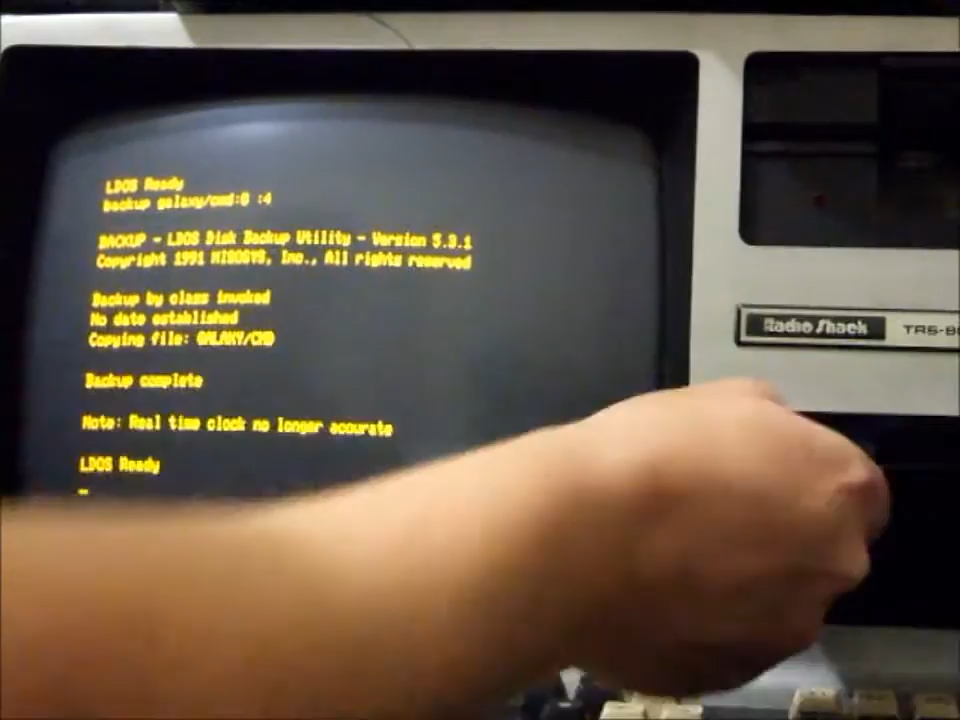 LDOS Ready
backup galaxy/cmd:0 :4
BACKUP - LDOS Disk Backup Utility - Version 5.3.1
Copyright 1991 MISOSYS, Inc., All rights reserved
Backup by class invoked
No date established
Copying file: GALAXY/CMD
Backup complete
Note: Real time clock no longer accurate
LDOS Ready
Radio Shack
TRS-80